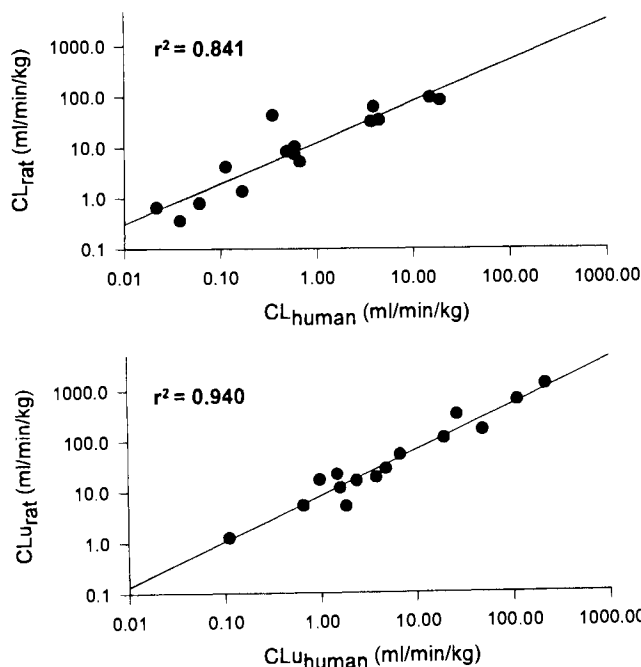 r² = 0.841
CLrat (ml/min/kg)
1000.0
100.0
10.0
1.0
0.1
0.01 0.10 1.00 10.00 100.00 1000.00
CLhuman (ml/min/kg)
r² = 0.940
CLurat (ml/min/kg)
1000.0
100.0
10.0
1.0
0.1
0.01 0.10 1.00 10.00 100.00 1000.00
CLuhuman (ml/min/kg)